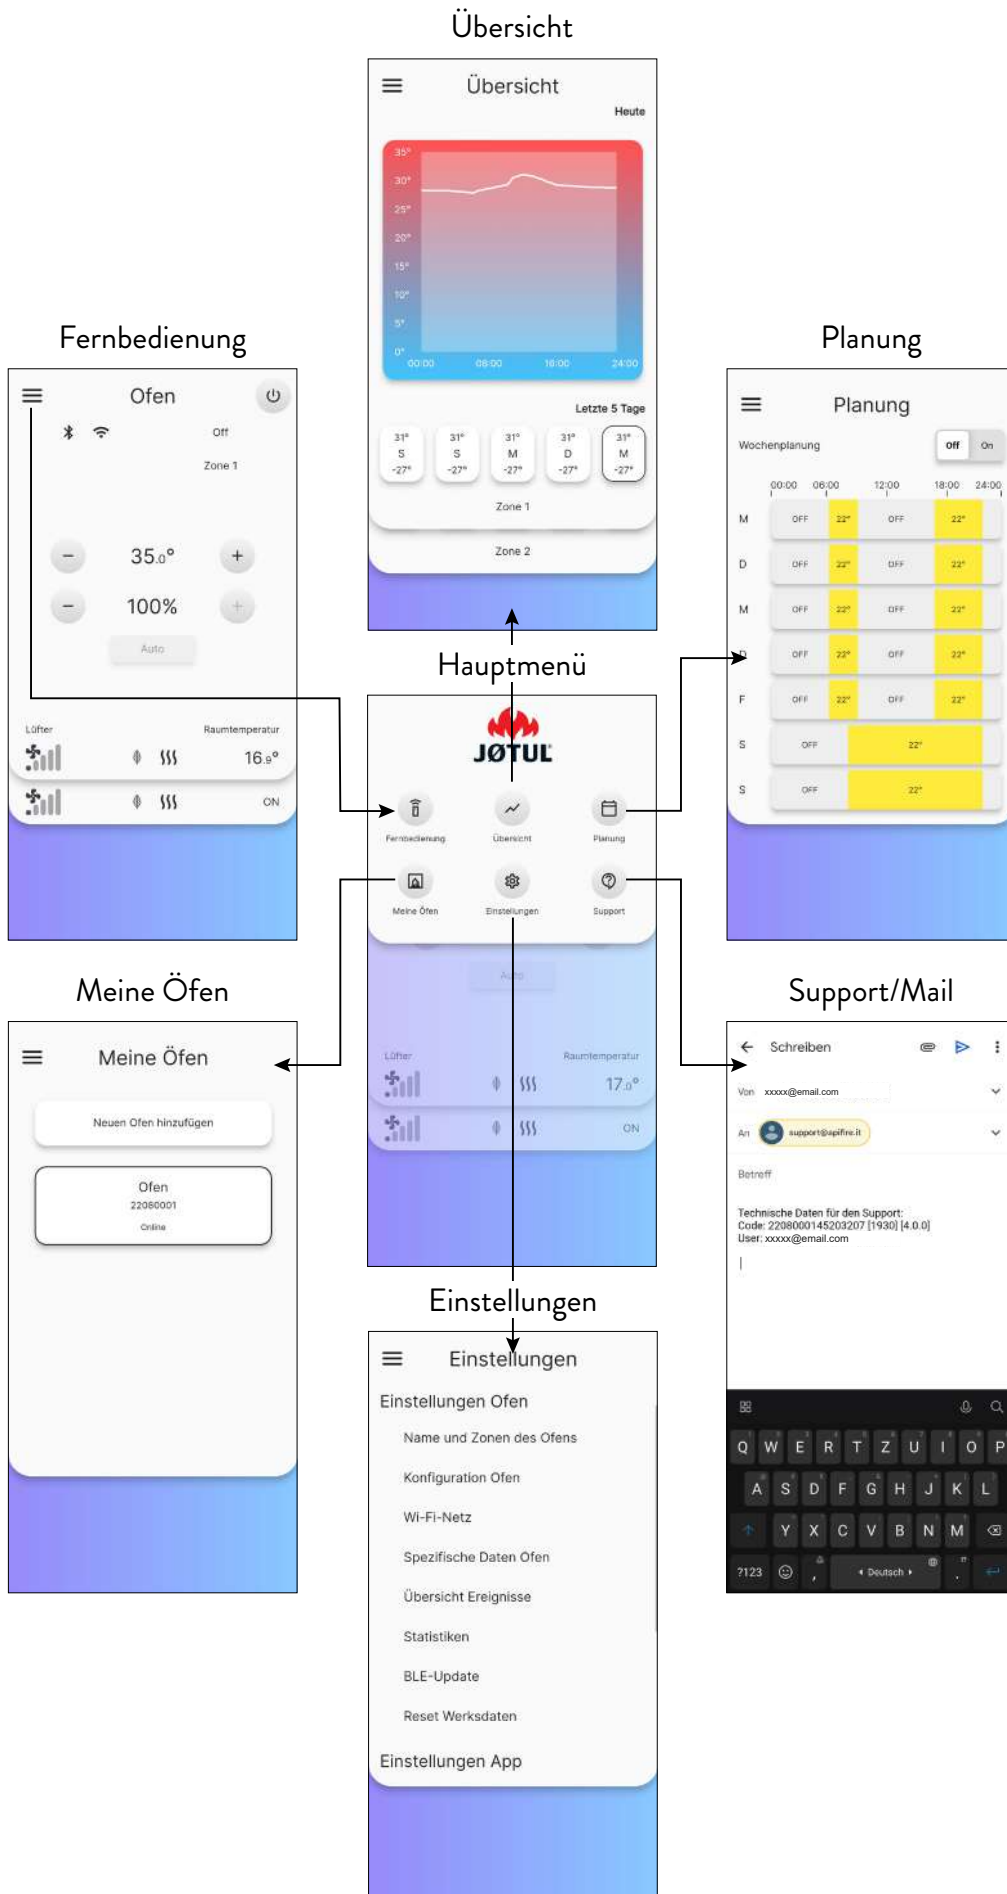 Übersicht
Übersicht
Heute
35°
30°
25°
20°
15°
10°
5°
0°
00:00 08:00 16:00 24:00
Letzte 5 Tage
31° 31° 31° 31° 31°
S S M D M
-27° -27° -27° -27° -27°
Zone 1
Zone 2
Fernbedienung
Ofen
Off
Zone 1
− 35.0° +
− 100% +
Auto
Lüfter Raumtemperatur
16.9°
ON
Planung
Planung
Wochenplanung Off On
00:00 06:00 12:00 18:00 24:00
M OFF 22° OFF 22°
D OFF 22° OFF 22°
M OFF 22° OFF 22°
D OFF 22° OFF 22°
F OFF 22° OFF 22°
S OFF 22°
S OFF 22°
Hauptmenü
JØTUL
Fernbedienung Übersicht Planung
Meine Öfen Einstellungen Support
Auto
Lüfter Raumtemperatur
17.0°
ON
Meine Öfen
Meine Öfen
Neuen Ofen hinzufügen
Ofen
22080001
Online
Support/Mail
Schreiben
Von xxxxx@email.com
An support@apifire.it
Betreff
Technische Daten für den Support:
Code: 2208000145203207 [1930] [4.0.0]
User: xxxxx@email.com
Q W E R T Z U I O P
A S D F G H J K L
Y X C V B N M
?123 , Deutsch .
Einstellungen
Einstellungen
Einstellungen Ofen
Name und Zonen des Ofens
Konfiguration Ofen
Wi-Fi-Netz
Spezifische Daten Ofen
Übersicht Ereignisse
Statistiken
BLE-Update
Reset Werksdaten
Einstellungen App